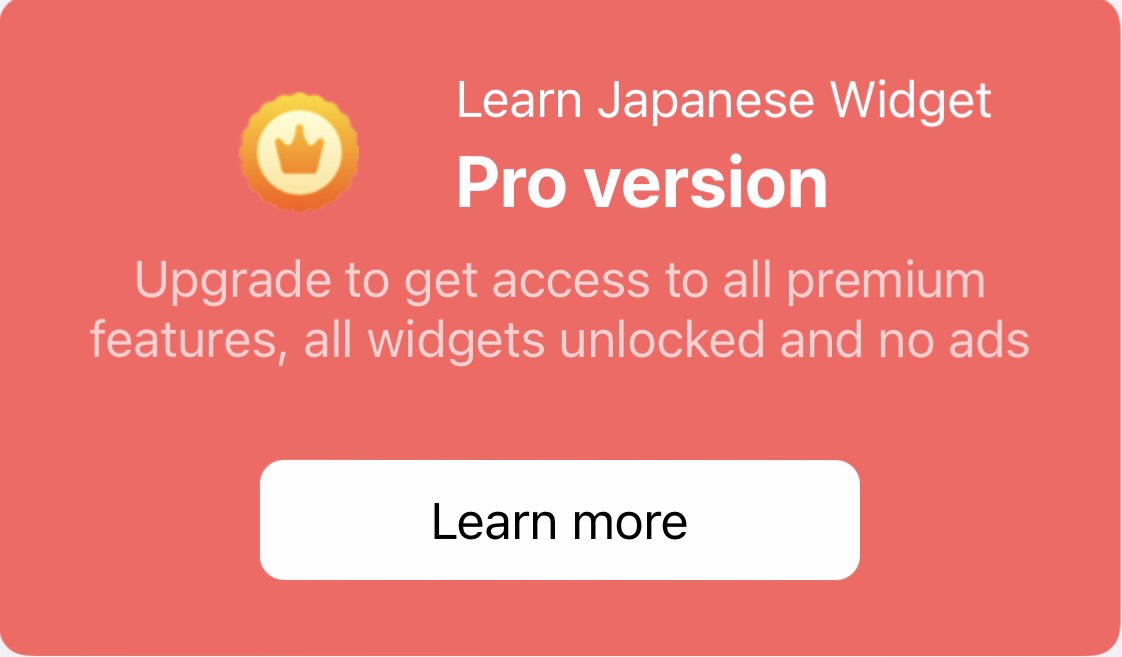 Learn Japanese Widget
Pro version
Upgrade to get access to all premium
features, all widgets unlocked and no ads
Learn more